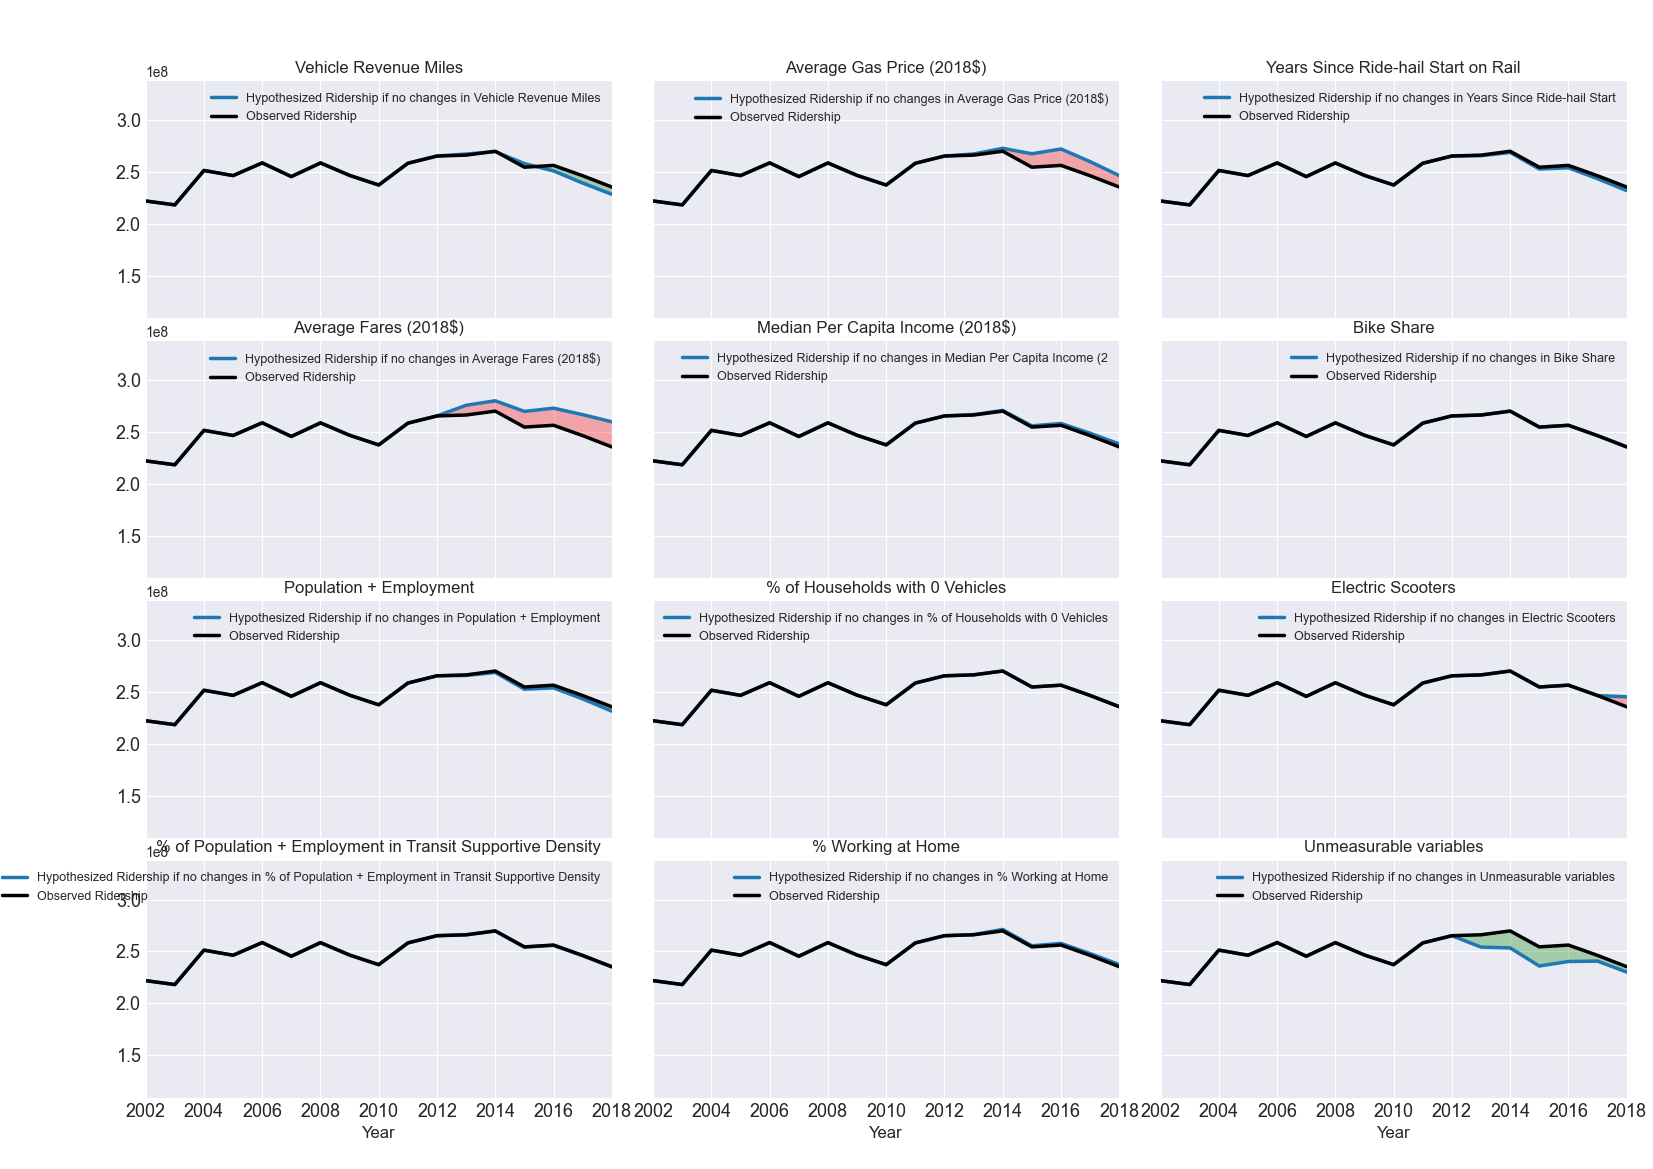 Vehicle Revenue Miles
1e8
Hypothesized Ridership if no changes in Vehicle Revenue Miles
Observed Ridership
3.0
2.5
2.0
1.5
Average Gas Price (2018$)
Hypothesized Ridership if no changes in Average Gas Price (2018$)
Observed Ridership
Years Since Ride-hail Start on Rail
Hypothesized Ridership if no changes in Years Since Ride-hail Start
Observed Ridership
Average Fares (2018$)
1e8
Hypothesized Ridership if no changes in Average Fares (2018$)
Observed Ridership
3.0
2.5
2.0
1.5
Median Per Capita Income (2018$)
Hypothesized Ridership if no changes in Median Per Capita Income (2
Observed Ridership
Bike Share
Hypothesized Ridership if no changes in Bike Share
Observed Ridership
Population + Employment
1e8
Hypothesized Ridership if no changes in Population + Employment
Observed Ridership
3.0
2.5
2.0
1.5
% of Households with 0 Vehicles
Hypothesized Ridership if no changes in % of Households with 0 Vehicles
Observed Ridership
Electric Scooters
Hypothesized Ridership if no changes in Electric Scooters
Observed Ridership
% of Population + Employment in Transit Supportive Density
1e8
Hypothesized Ridership if no changes in % of Population + Employment in Transit Supportive Density
Observed Ridership
3.0
2.5
2.0
1.5
2002 2004 2006 2008 2010 2012 2014 2016 2018
Year
% Working at Home
Hypothesized Ridership if no changes in % Working at Home
Observed Ridership
2002 2004 2006 2008 2010 2012 2014 2016 2018
Year
Unmeasurable variables
Hypothesized Ridership if no changes in Unmeasurable variables
Observed Ridership
2002 2004 2006 2008 2010 2012 2014 2016 2018
Year